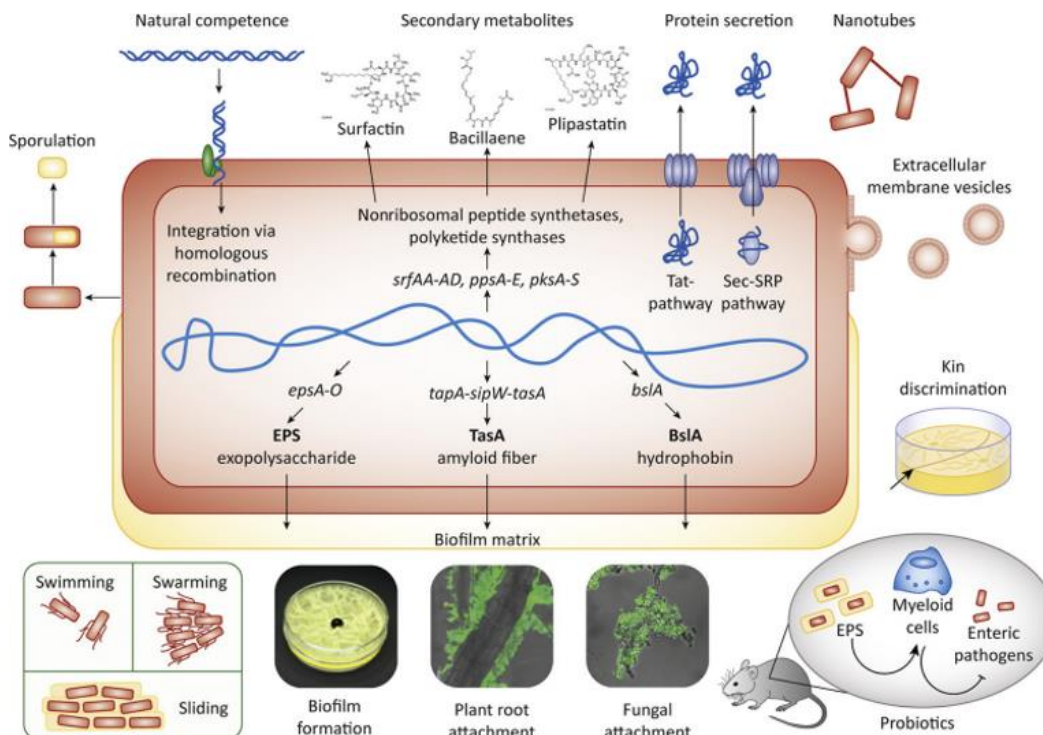 Natural competence
Secondary metabolites
Protein secretion
Nanotubes
Surfactin
Bacillaene
Plipastatin
Sporulation
Extracellular
membrane vesicles
Integration via
homologous
recombination
Nonribosomal peptide synthetases,
polyketide synthases
srfAA-AD, ppsA-E, pksA-S
Tat-
pathway
Sec-SRP
pathway
epsA-O
tapA-sipW-tasA
bslA
EPS
exopolysaccharide
TasA
amyloid fiber
BslA
hydrophobin
Kin
discrimination
Biofilm matrix
Swimming
Swarming
Sliding
Biofilm
formation
Plant root
attachment
Fungal
attachment
EPS
Myeloid
cells
Enteric
pathogens
Probiotics